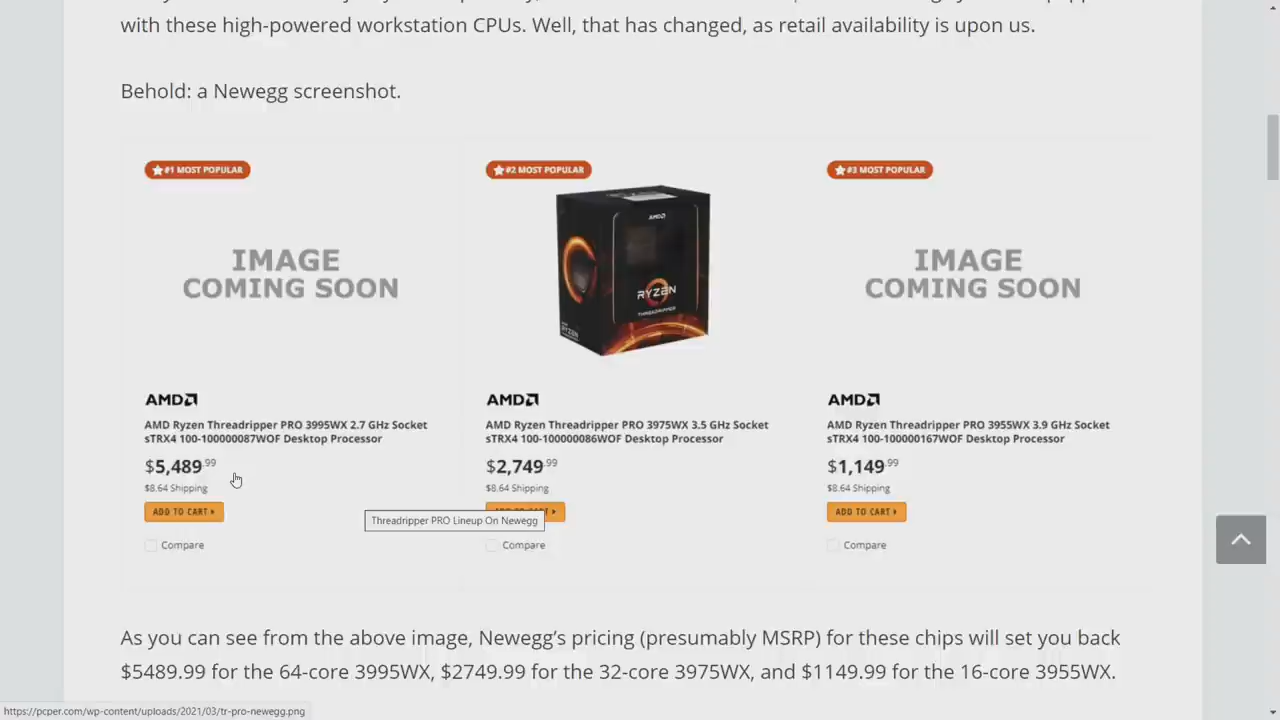 with these high-powered workstation CPUs. Well, that has changed, as retail availability is upon us.
Behold: a Newegg screenshot.
#1 MOST POPULAR
#2 MOST POPULAR
#3 MOST POPULAR
IMAGE
COMING SOON
AMD
RYZEN
THREADRIPPER
RYZEN
IMAGE
COMING SOON
AMD
AMD Ryzen Threadripper PRO 3995WX 2.7 GHz Socket
sTRX4 100-100000087WOF Desktop Processor
$5,489.99
$8.64 Shipping
ADD TO CART
Compare
AMD
AMD Ryzen Threadripper PRO 3975WX 3.5 GHz Socket
sTRX4 100-100000086WOF Desktop Processor
$2,749.99
$8.64 Shipping
Compare
AMD
AMD Ryzen Threadripper PRO 3955WX 3.9 GHz Socket
sTRX4 100-100000167WOF Desktop Processor
$1,149.99
$8.64 Shipping
ADD TO CART
Compare
Threadripper PRO Lineup On Newegg
As you can see from the above image, Newegg's pricing (presumably MSRP) for these chips will set you back
$5489.99 for the 64-core 3995WX, $2749.99 for the 32-core 3975WX, and $1149.99 for the 16-core 3955WX.
https://pcper.com/wp-content/uploads/2021/03/tr-pro-newegg.png